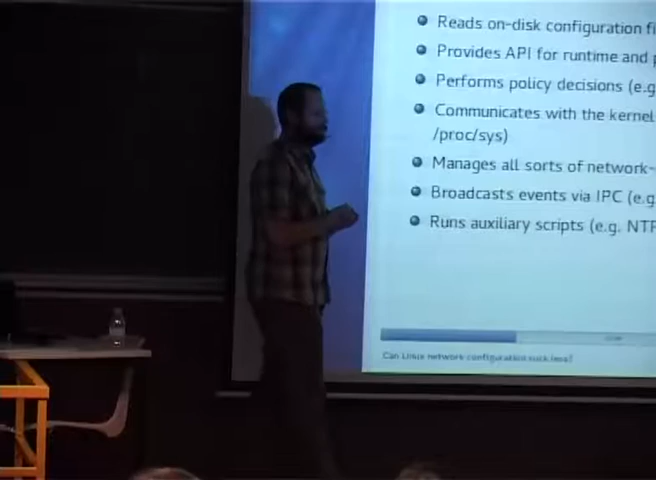 Reads on-disk configuration fi
Provides API for runtime and p
Performs policy decisions (e.g.
Communicates with the kernel
/proc/sys)
Manages all sorts of network-
Broadcasts events via IPC (e.g
Runs auxiliary scripts (e.g. NTP
Can Linux network configuration suck less?